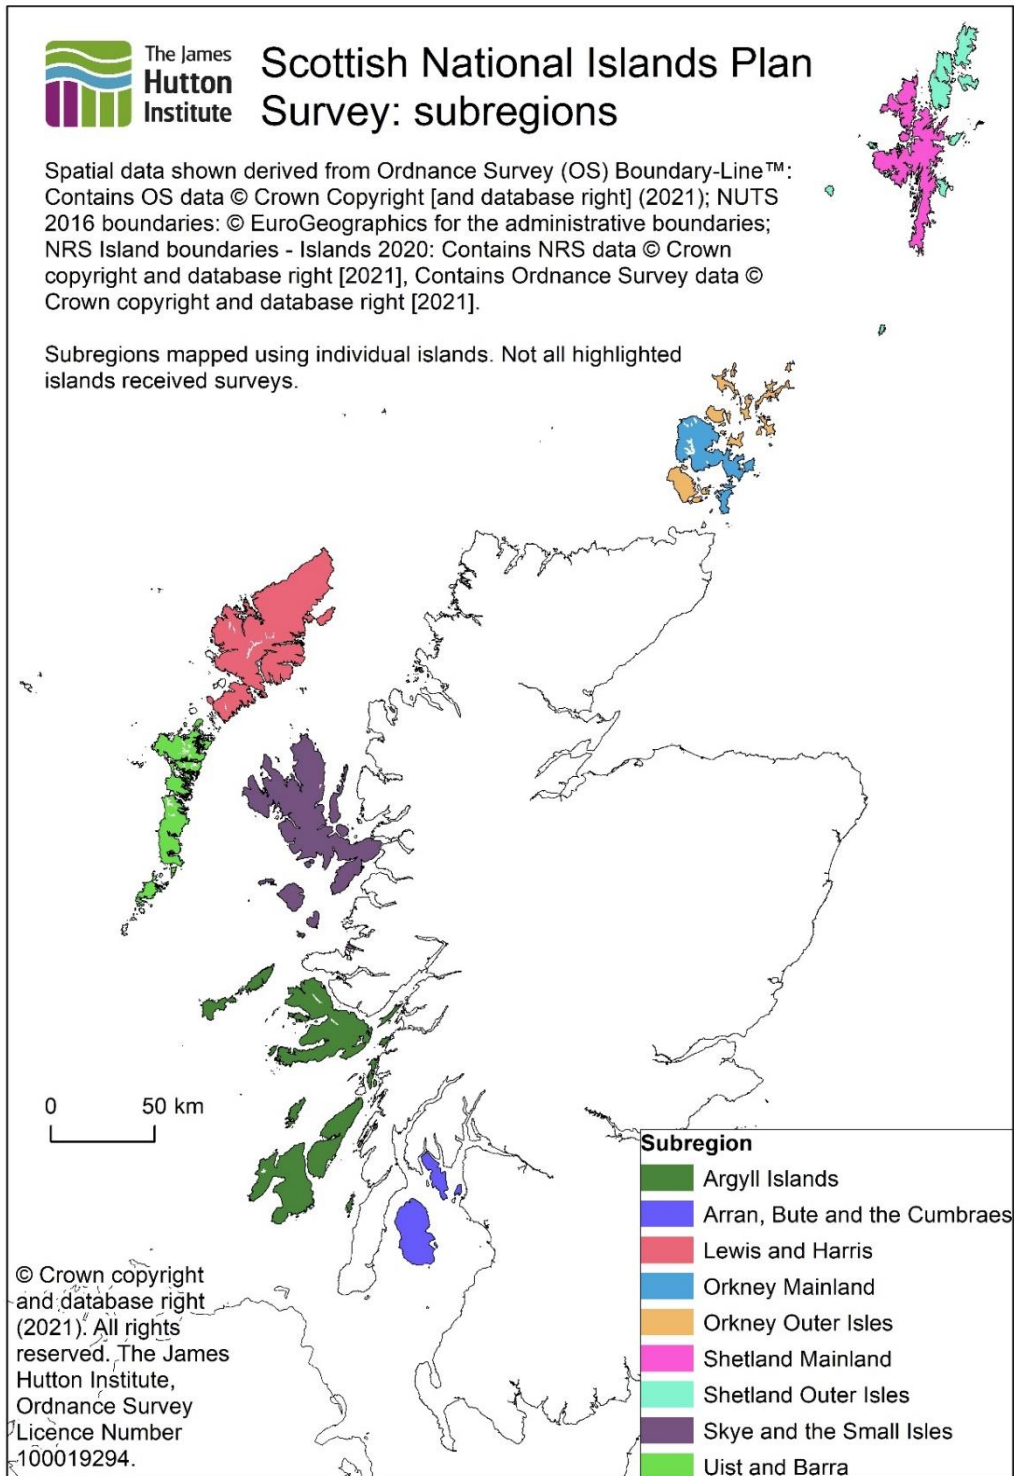 The James
Hutton
Institute
Scottish National Islands Plan
Survey: subregions
Spatial data shown derived from Ordnance Survey (OS) Boundary-Line™:
Contains OS data © Crown Copyright [and database right] (2021); NUTS
2016 boundaries: © EuroGeographics for the administrative boundaries;
NRS Island boundaries - Islands 2020: Contains NRS data © Crown
copyright and database right [2021], Contains Ordnance Survey data ©
Crown copyright and database right [2021].
Subregions mapped using individual islands. Not all highlighted
islands received surveys.
0 50 km
Subregion
Argyll Islands
Arran, Bute and the Cumbraes
Lewis and Harris
Orkney Mainland
Orkney Outer Isles
Shetland Mainland
Shetland Outer Isles
Skye and the Small Isles
Uist and Barra
© Crown copyright
and database right
(2021). All rights
reserved. The James
Hutton Institute,
Ordnance Survey
Licence Number
100019294.